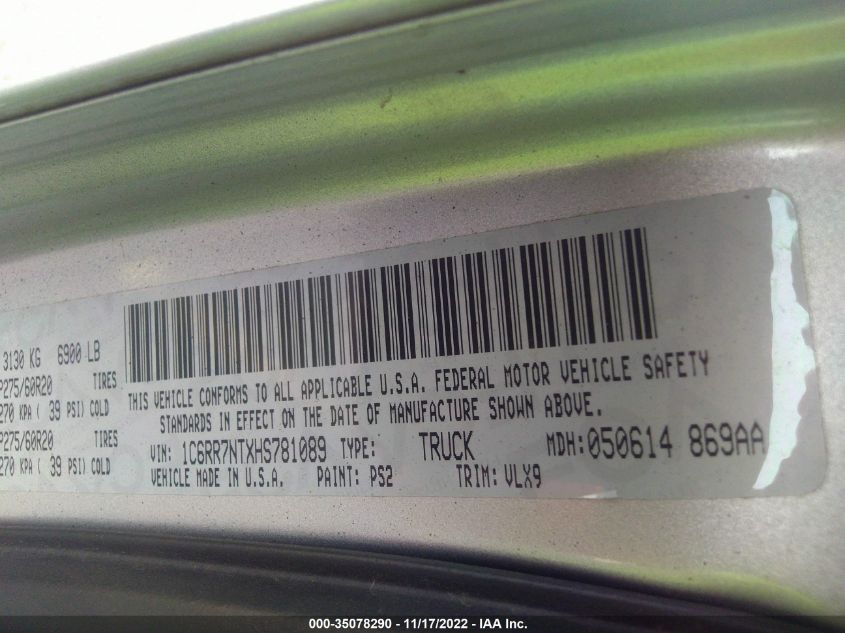 3130 KG 6900 LB
P275/60R20 TIRES
270 KPA( 39 PSI) COLD
P275/60R20 TIRES
270 KPA( 39 PSI) COLD
THIS VEHICLE CONFORMS TO ALL APPLICABLE U.S.A. FEDERAL MOTOR VEHICLE SAFETY
STANDARDS IN EFFECT ON THE DATE OF MANUFACTURE SHOWN ABOVE.
VIN: 1C6RR7NTXHS781089 TYPE: TRUCK MDH:050614 869AA
VEHICLE MADE IN U.S.A. PAINT: PS2 TRIM: VLX9
000-35078290 - 11/17/2022 - IAA Inc.